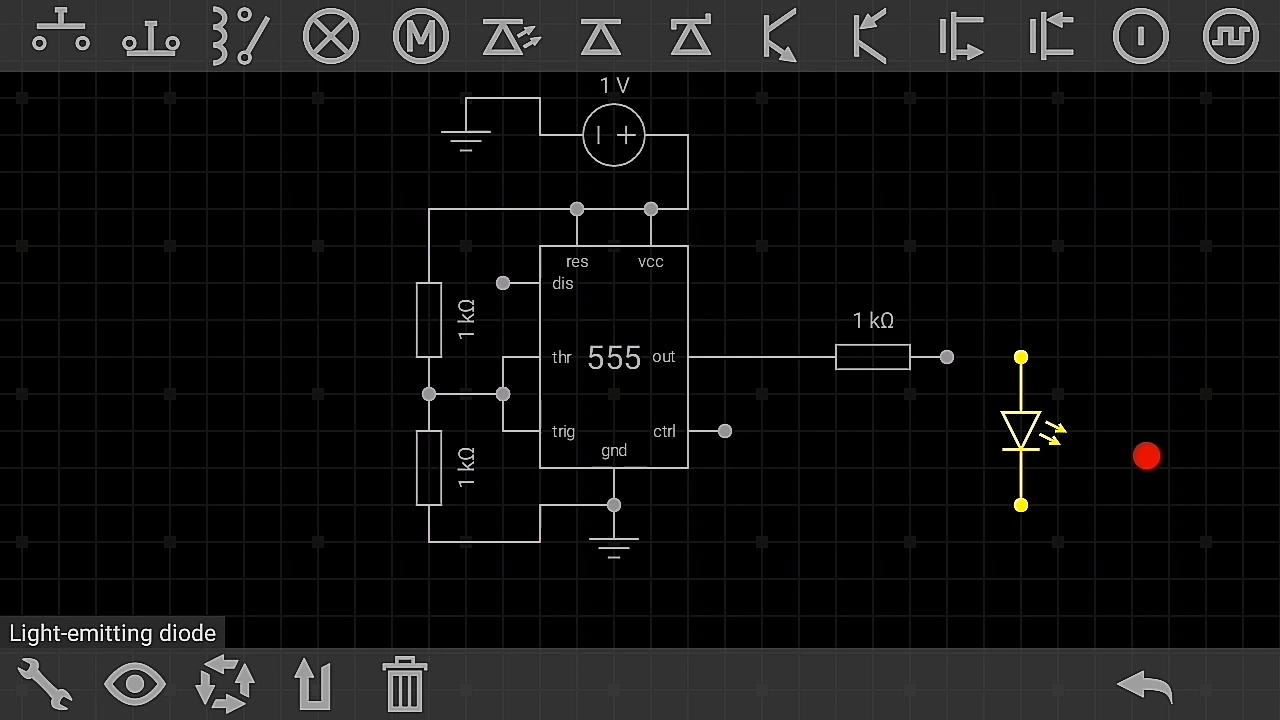 1 V
res
vcc
dis
1 kΩ
1 kΩ
thr
555
out
trig
ctrl
1 kΩ
gnd
Light-emitting diode